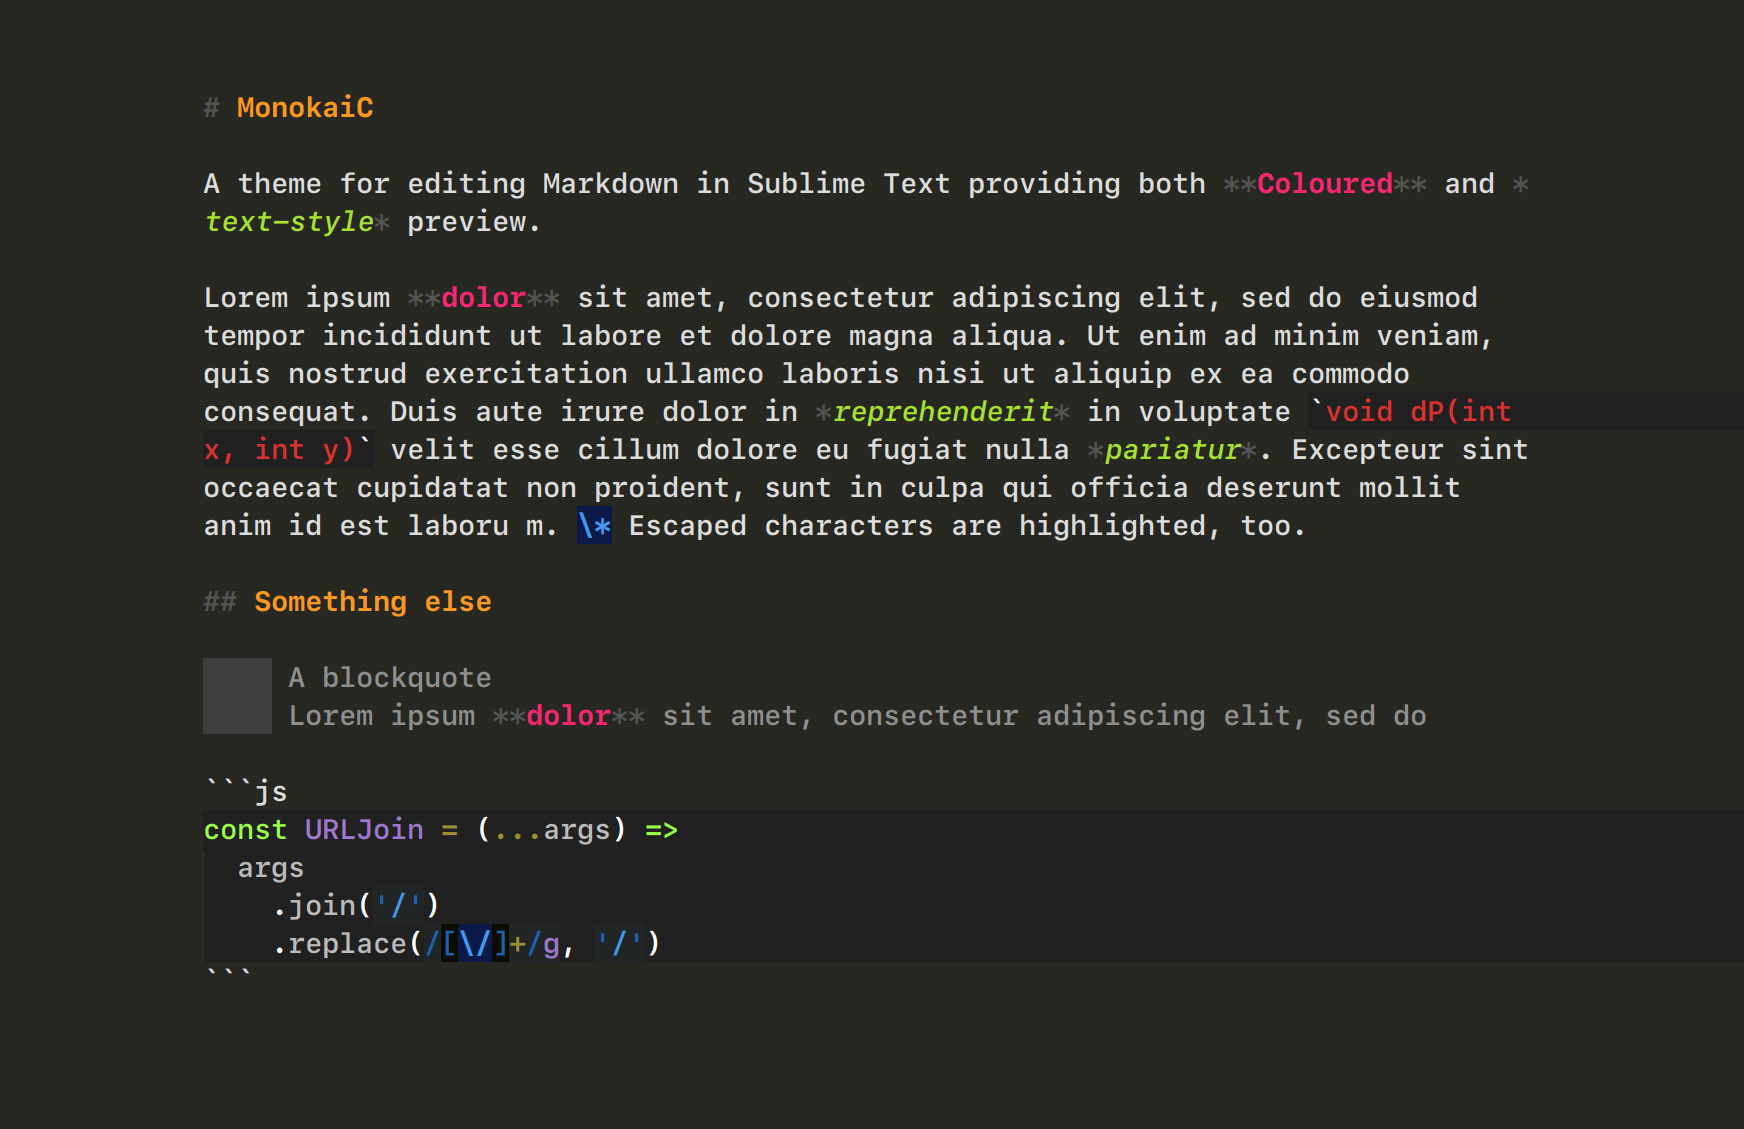 # MonokaiC
A theme for editing Markdown in Sublime Text providing both **Coloured** and *
text-style* preview.
Lorem ipsum **dolor** sit amet, consectetur adipiscing elit, sed do eiusmod
tempor incididunt ut labore et dolore magna aliqua. Ut enim ad minim veniam,
quis nostrud exercitation ullamco laboris nisi ut aliquip ex ea commodo
consequat. Duis aute irure dolor in *reprehenderit* in voluptate `void dP(int
x, int y)` velit esse cillum dolore eu fugiat nulla *pariatur*. Excepteur sint
occaecat cupidatat non proident, sunt in culpa qui officia deserunt mollit
anim id est laboru m. \* Escaped characters are highlighted, too.
## Something else
A blockquote
Lorem ipsum **dolor** sit amet, consectetur adipiscing elit, sed do
```js
const URLJoin = (...args) =>
  args
    .join('/')
    .replace(/[\/]+/g, '/')
```